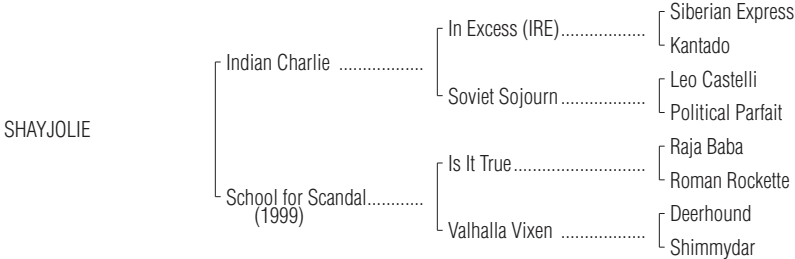 Siberian Express
In Excess (IRE)...................
Kantado
Indian Charlie ..................
Leo Castelli
Soviet Sojourn..................
Political Parfait
SHAYJOLIE
Raja Baba
Is It True............................
Roman Rockette
School for Scandal............
(1999)
Deerhound
Valhalla Vixen ..................
Shimmydar